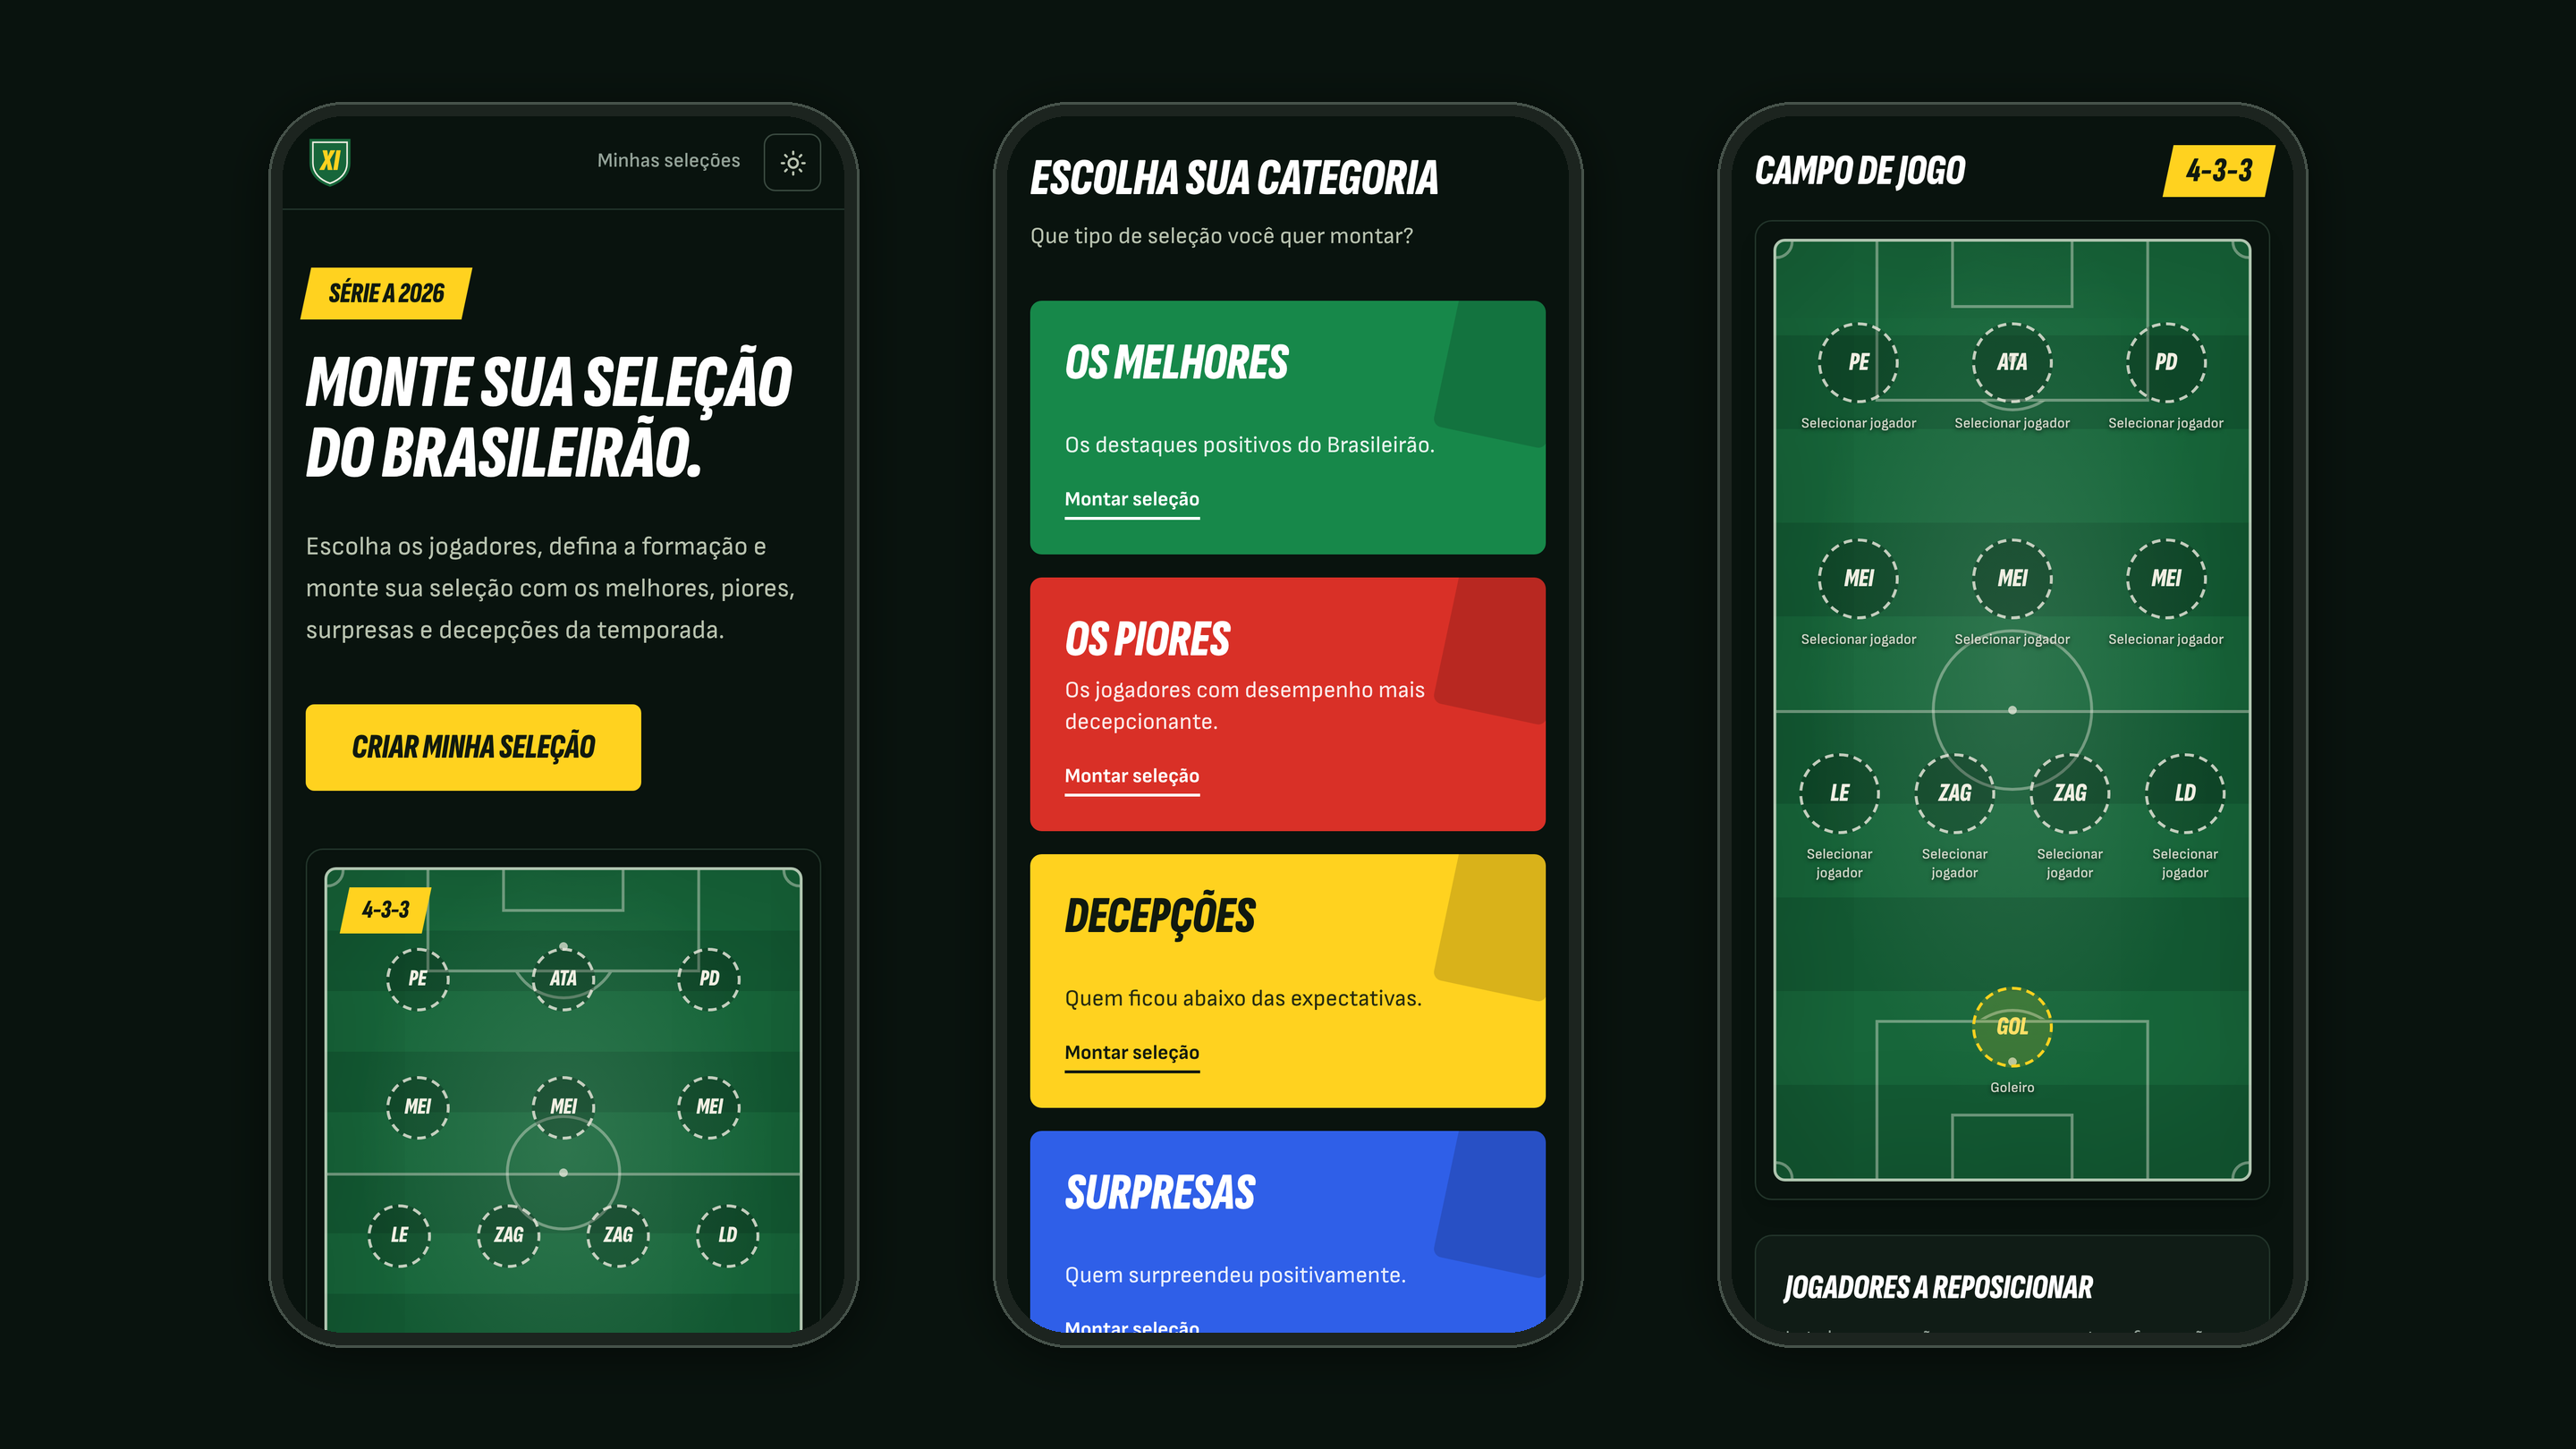 XI
Minhas seleções
SÉRIE A 2026
MONTE SUA SELEÇÃO
DO BRASILEIRÃO.
Escolha os jogadores, defina a formação e
monte sua seleção com os melhores, piores,
surpresas e decepções da temporada.
CRIAR MINHA SELEÇÃO
4-3-3
PE ATA PD
MEI MEI MEI
LE ZAG ZAG LD
ESCOLHA SUA CATEGORIA
Que tipo de seleção você quer montar?
OS MELHORES
Os destaques positivos do Brasileirão.
Montar seleção
OS PIORES
Os jogadores com desempenho mais
decepcionante.
Montar seleção
DECEPÇÕES
Quem ficou abaixo das expectativas.
Montar seleção
SURPRESAS
Quem surpreendeu positivamente.
Montar seleção
CAMPO DE JOGO
4-3-3
PE ATA PD
Selecionar jogador Selecionar jogador Selecionar jogador
MEI MEI MEI
Selecionar jogador Selecionar jogador Selecionar jogador
LE ZAG ZAG LD
Selecionar Selecionar Selecionar Selecionar
jogador jogador jogador jogador
GOL
Goleiro
JOGADORES A REPOSICIONAR